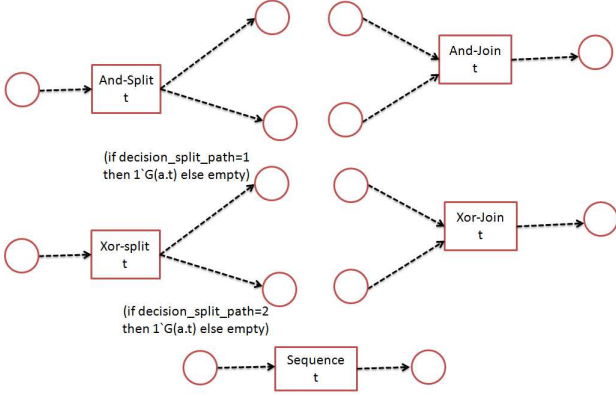 And-Split
t
And-Join
t
(if decision_split_path=1
then 1`G(a.t) else empty)
Xor-split
t
Xor-Join
t
(if decision_split_path=2
then 1`G(a.t) else empty)
Sequence
t